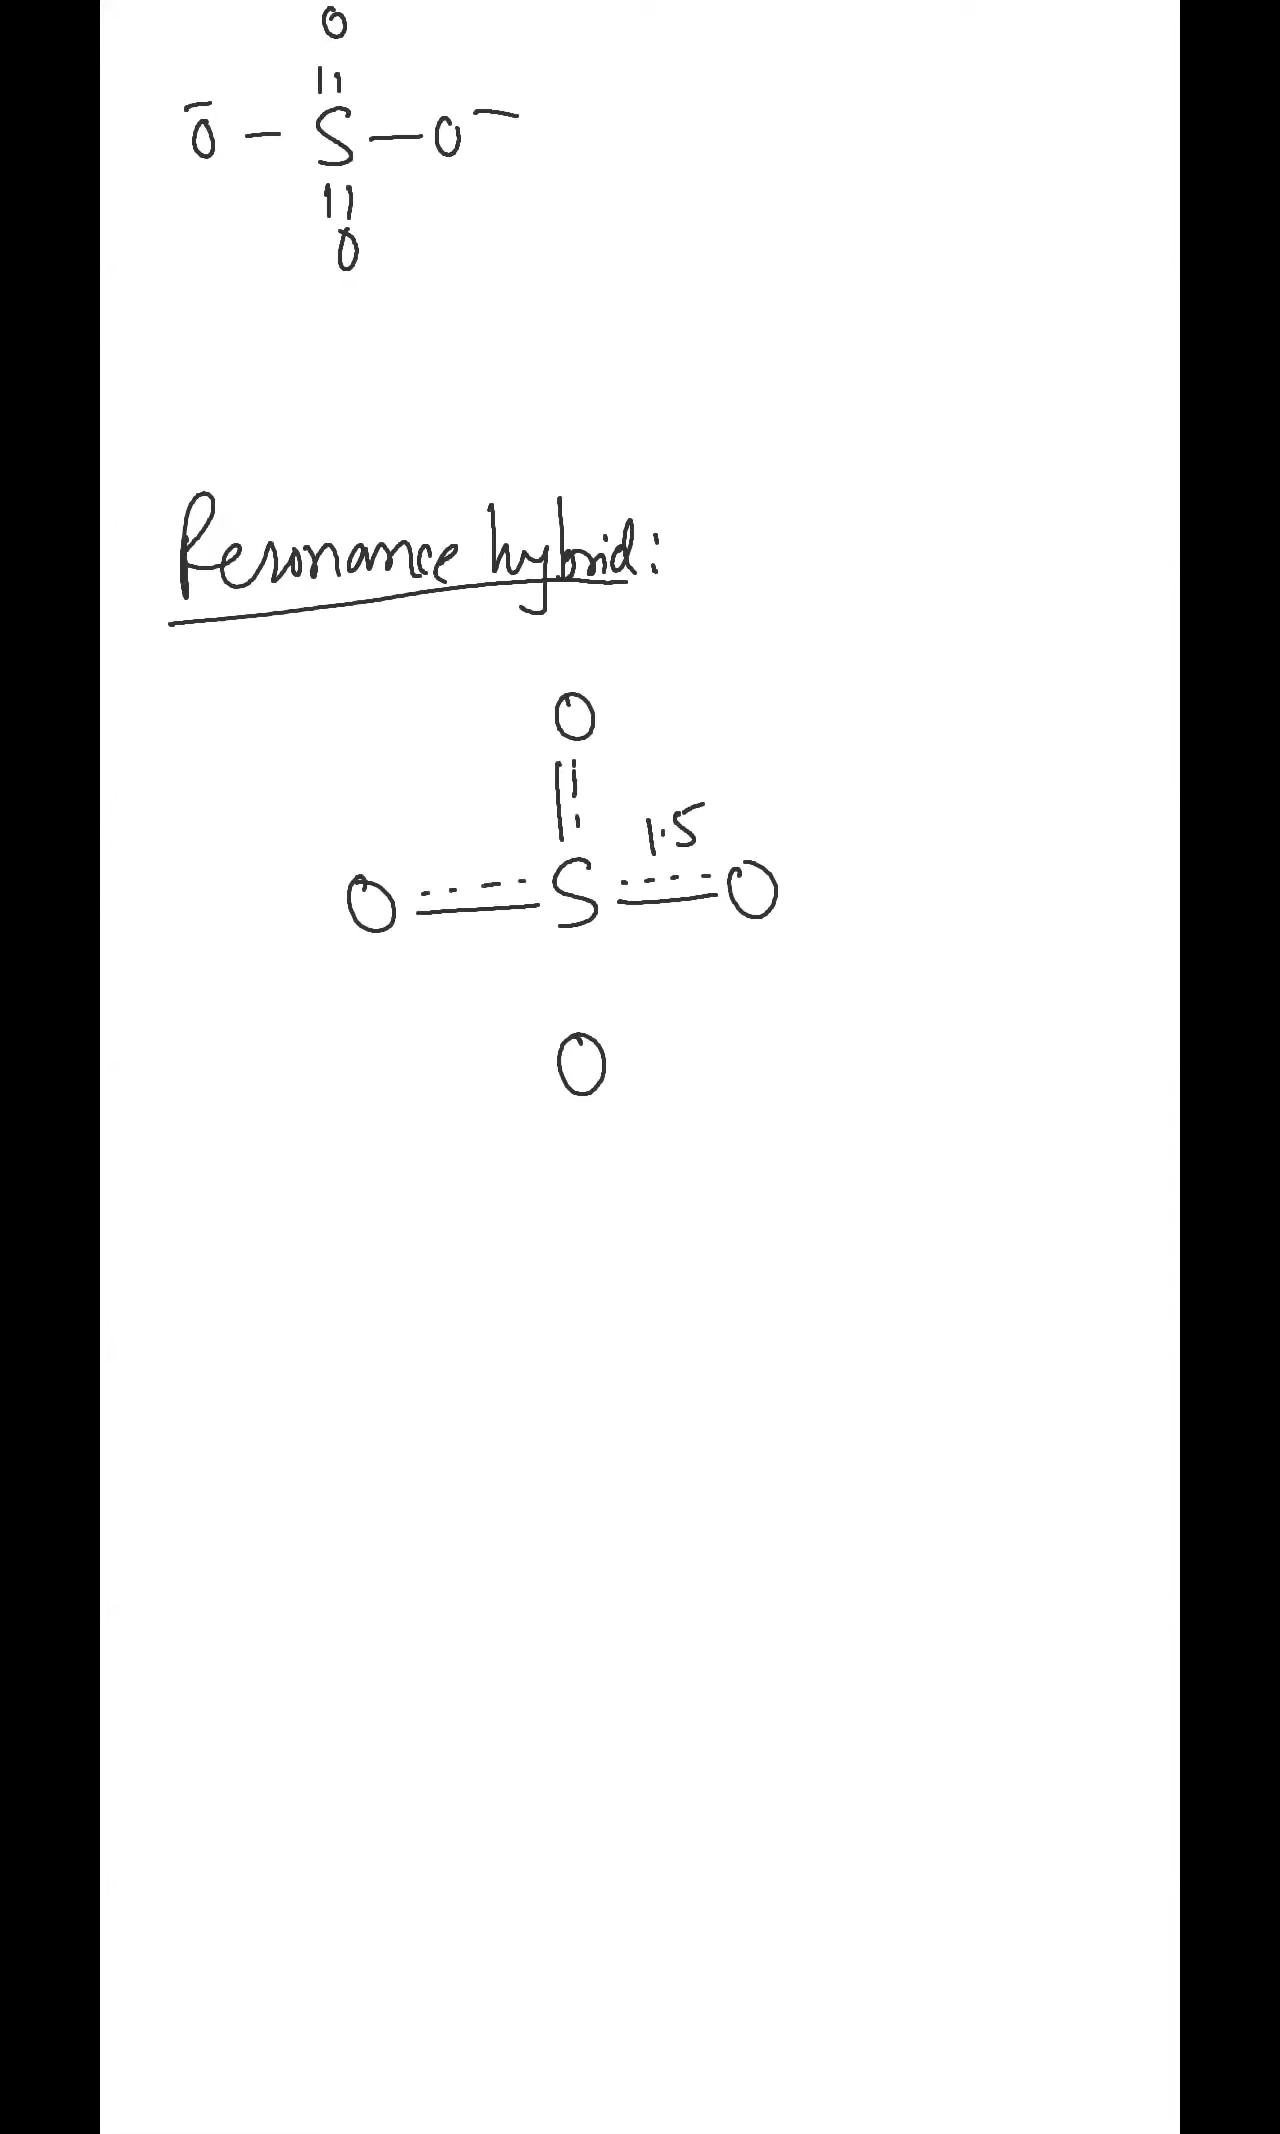 O
||
O⁻ – S – O⁻
||
O
Resonance hybrid:
O
1.5
O S O
O